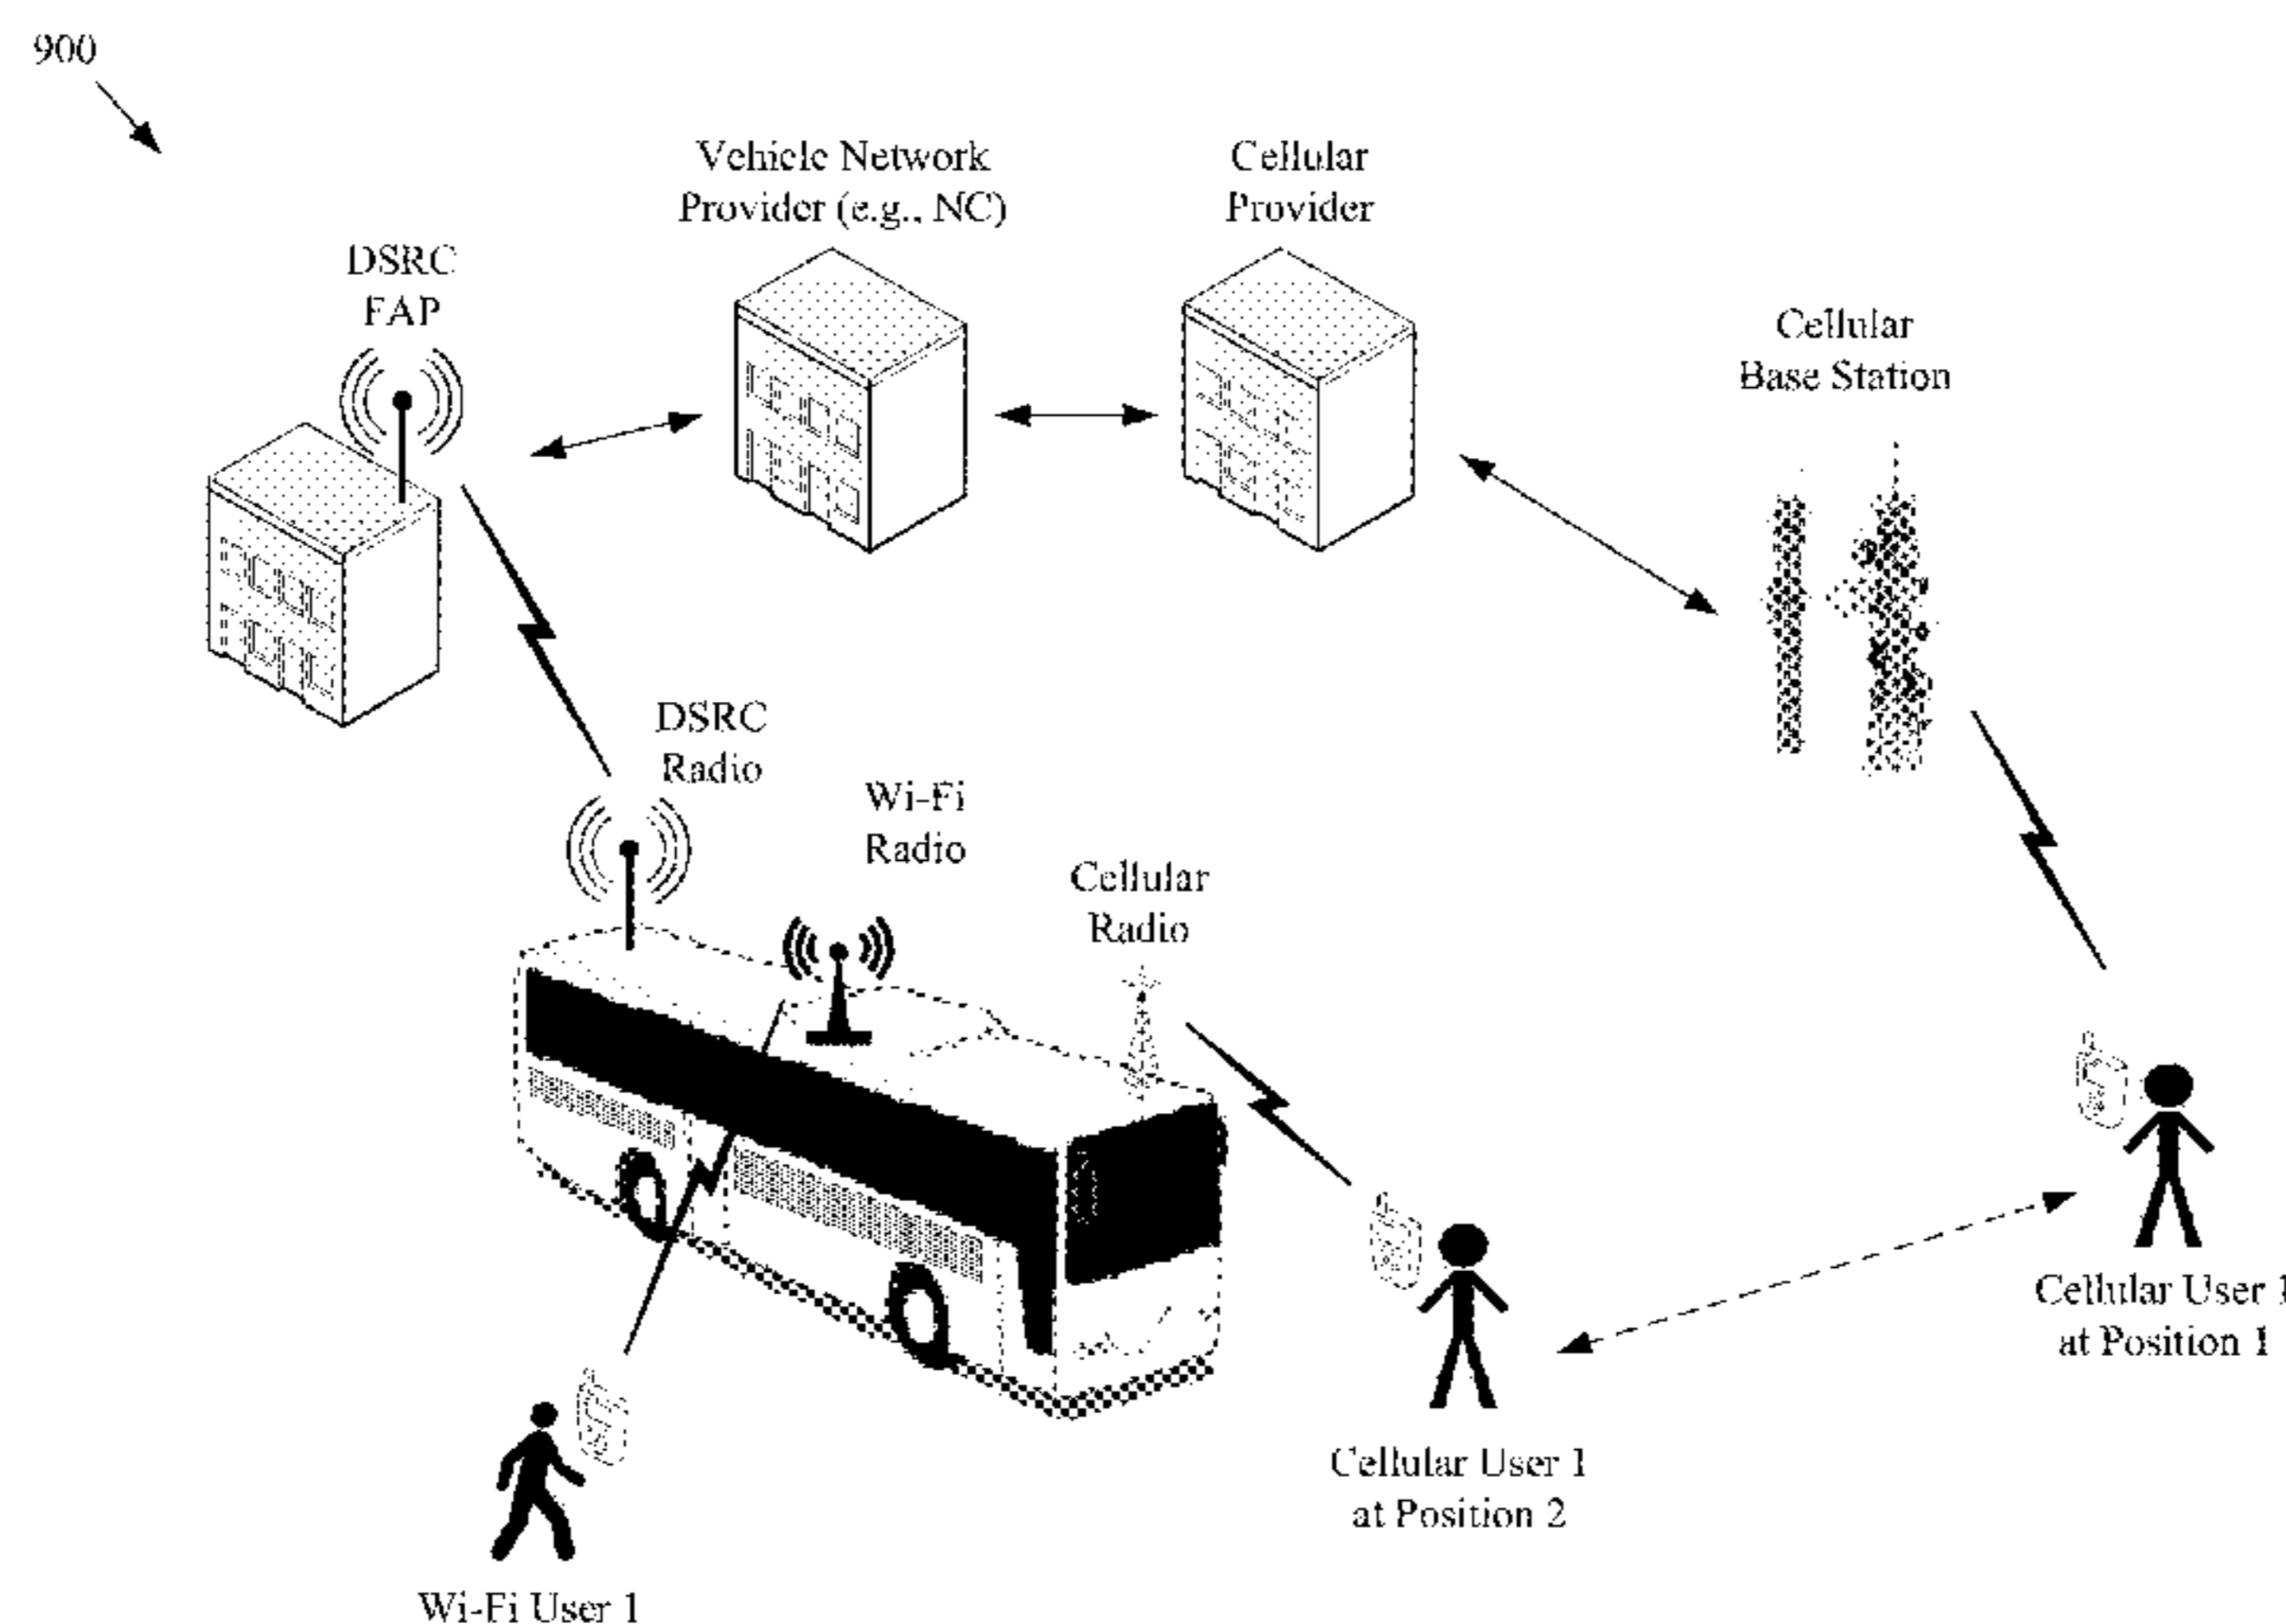 900
Vehicle Network
Provider (e.g., NC)
Cellular
Provider
DSRC
FAP
Cellular
Base Station
DSRC
Radio
Wi-Fi
Radio
Cellular
Radio
Cellular User 1
at Position 1
Cellular User 1
at Position 2
Wi-Fi User 1